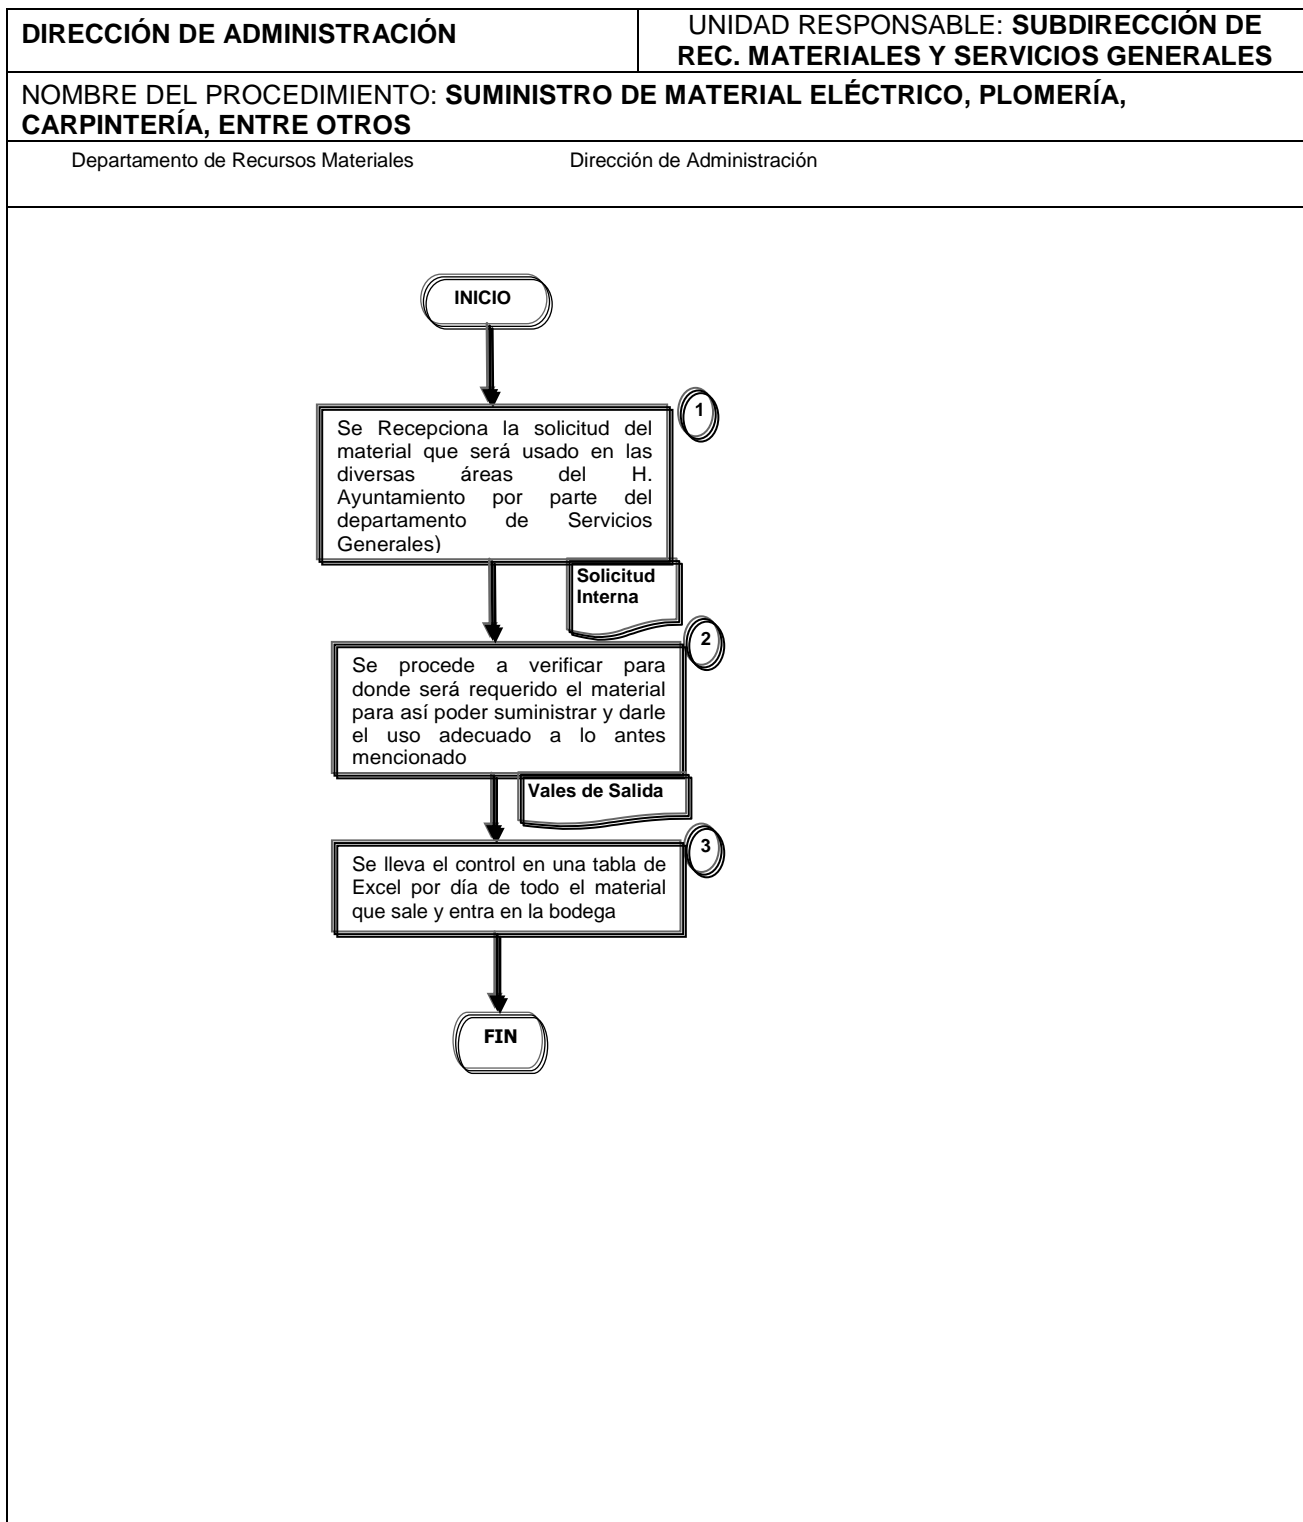 DIRECCIÓN DE ADMINISTRACIÓN
UNIDAD RESPONSABLE: SUBDIRECCIÓN DE
REC. MATERIALES Y SERVICIOS GENERALES
NOMBRE DEL PROCEDIMIENTO: SUMINISTRO DE MATERIAL ELÉCTRICO, PLOMERÍA,
CARPINTERÍA, ENTRE OTROS
Departamento de Recursos Materiales
Dirección de Administración
INICIO
1
Se Recepciona la solicitud del
material que será usado en las
diversas áreas del H.
Ayuntamiento por parte del
departamento de Servicios
Generales)
Solicitud
Interna
2
Se procede a verificar para
donde será requerido el material
para así poder suministrar y darle
el uso adecuado a lo antes
mencionado
Vales de Salida
3
Se lleva el control en una tabla de
Excel por día de todo el material
que sale y entra en la bodega
FIN